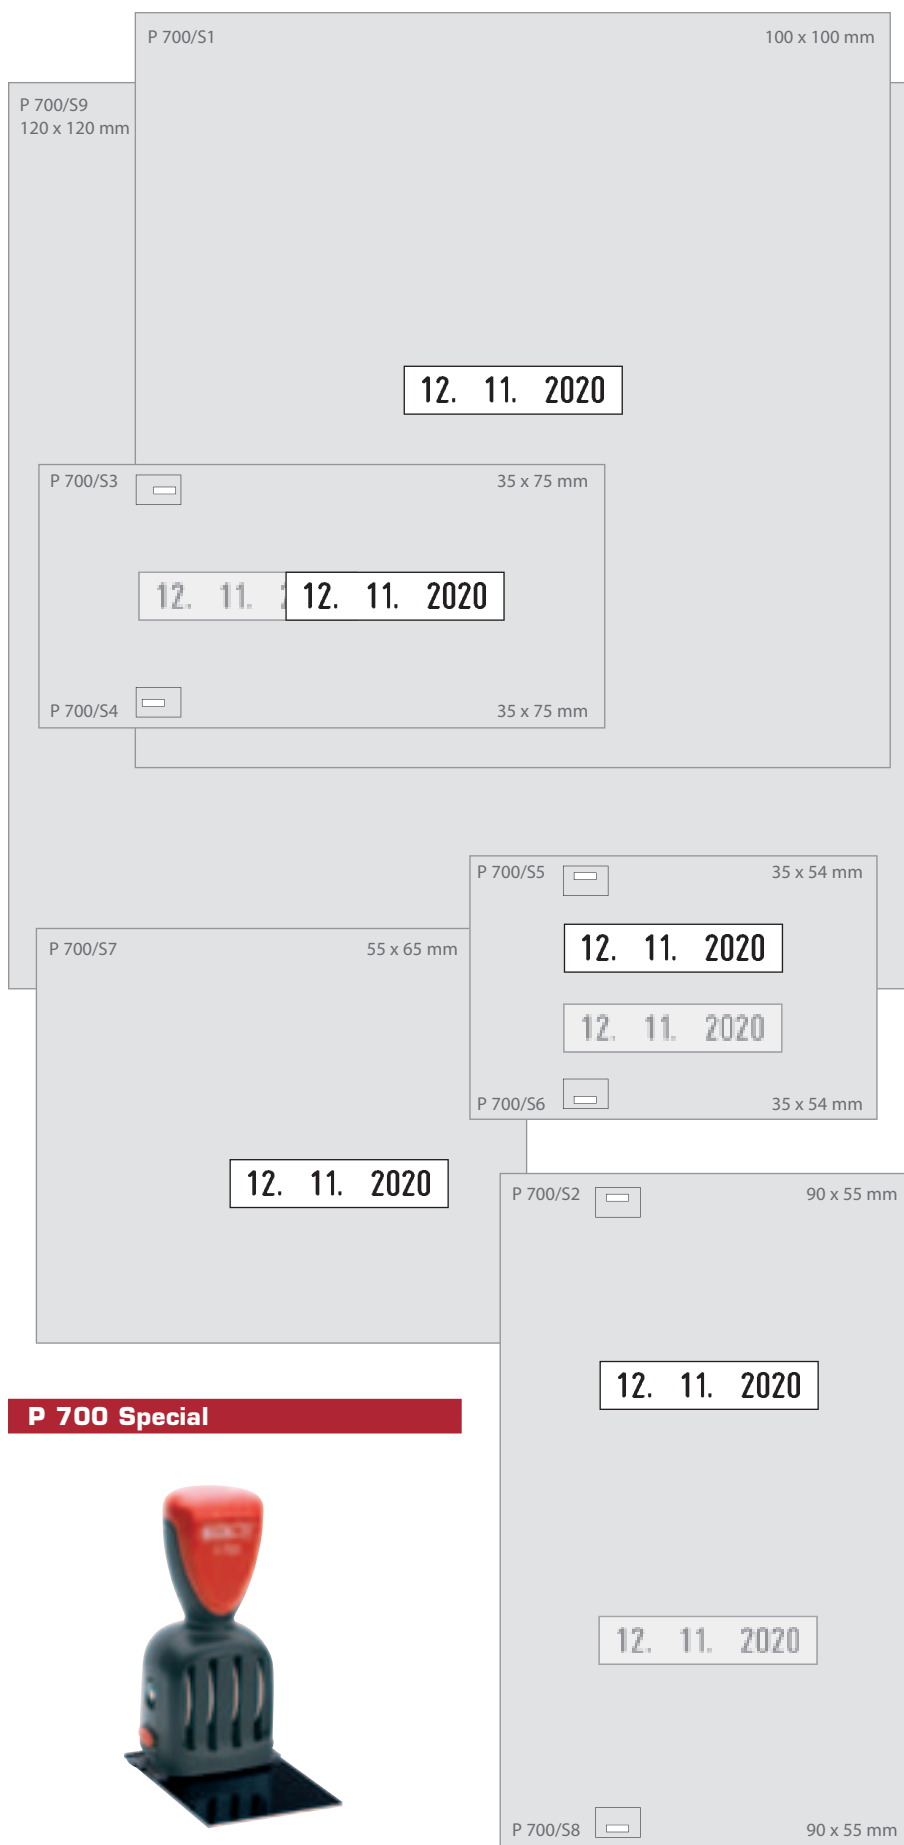 P 700/S1 100 x 100 mm
P 700/S9
120 x 120 mm
12. 11. 2020
P 700/S3 35 x 75 mm
12. 11. 12. 11. 2020
P 700/S4 35 x 75 mm
P 700/S5 35 x 54 mm
12. 11. 2020
P 700/S7 55 x 65 mm
12. 11. 2020
P 700/S6 35 x 54 mm
12. 11. 2020
P 700/S2 90 x 55 mm
12. 11. 2020
P 700 Special
12. 11. 2020
P 700/S8 90 x 55 mm